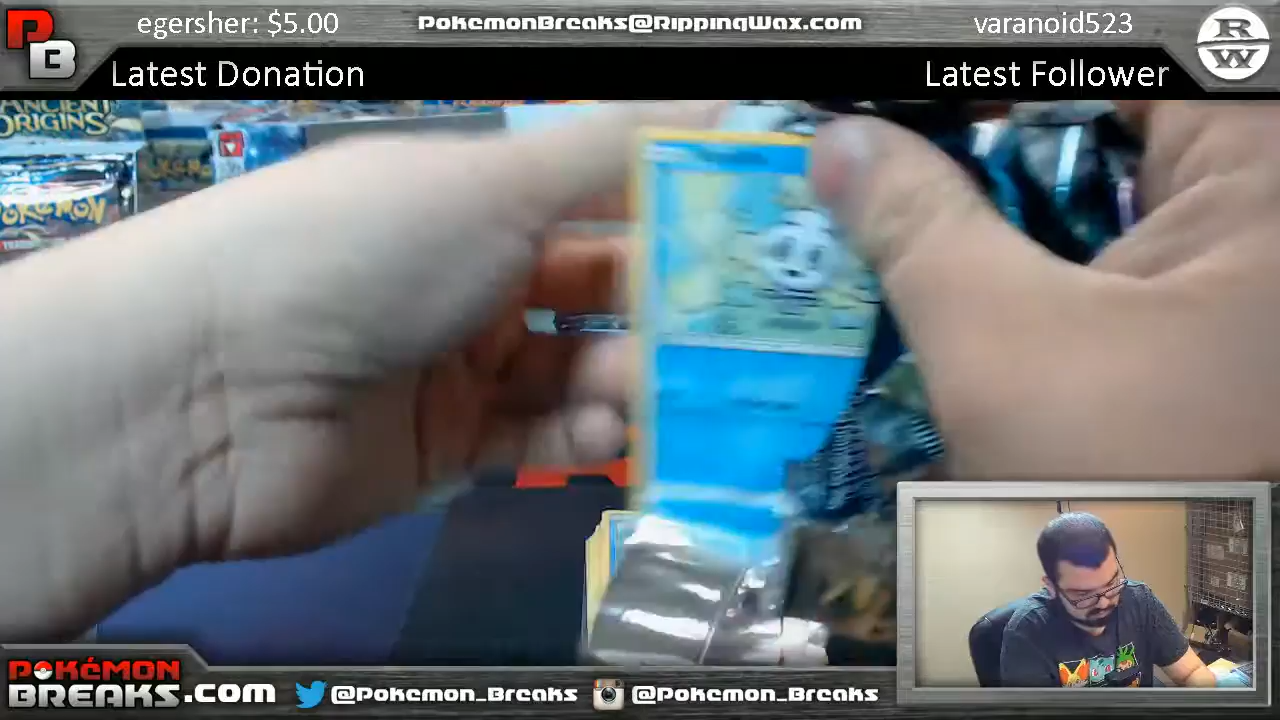 egersher: $5.00
PokemonBreaks@RippingWax.com
varanoid523
PB
Latest Donation
Latest Follower
RW
ANCIENT
ORIGINS
POKÉMON
POKéMON
BREAKS.com
@Pokemon_Breaks
@Pokemon_Breaks